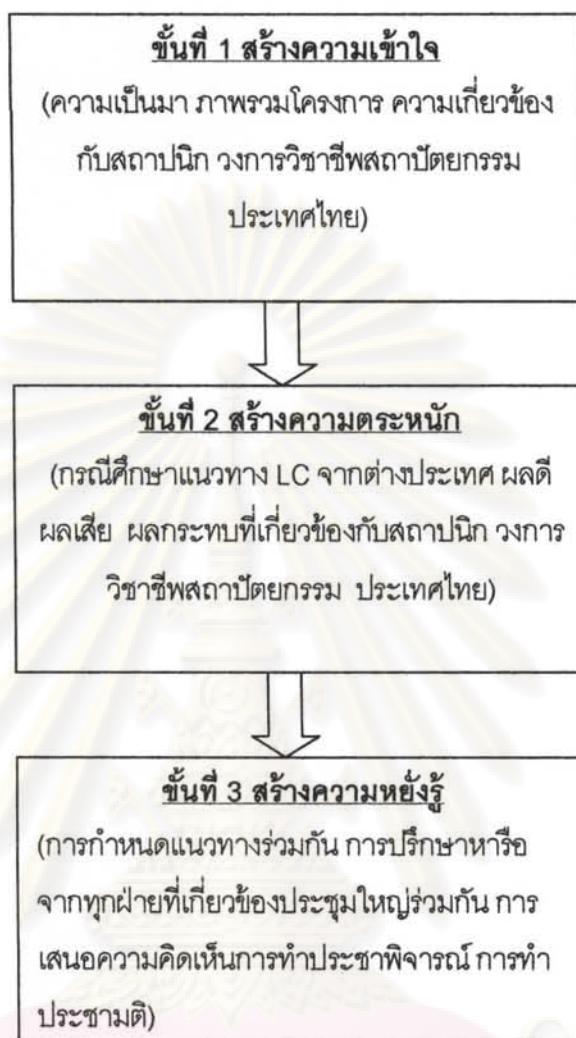 ขั้นที่ 1 สร้างความเข้าใจ
(ความเป็นมา ภาพรวมโครงการ ความเกี่ยวข้อง
กับสถาปนิก วงการวิชาชีพสถาปัตยกรรม
ประเทศไทย)
ขั้นที่ 2 สร้างความตระหนัก
(กรณีศึกษาแนวทาง LC จากต่างประเทศ ผลดี
ผลเสีย ผลกระทบที่เกี่ยวข้องกับสถาปนิก วงการ
วิชาชีพสถาปัตยกรรม ประเทศไทย)
ขั้นที่ 3 สร้างความหยั่งรู้
(การกำหนดแนวทางร่วมกัน การปรึกษาหารือ
จากทุกฝ่ายที่เกี่ยวข้องประชุมใหญ่ร่วมกัน การ
เสนอความคิดเห็นการทำประชาพิจารณ์ การทำ
ประชามติ)